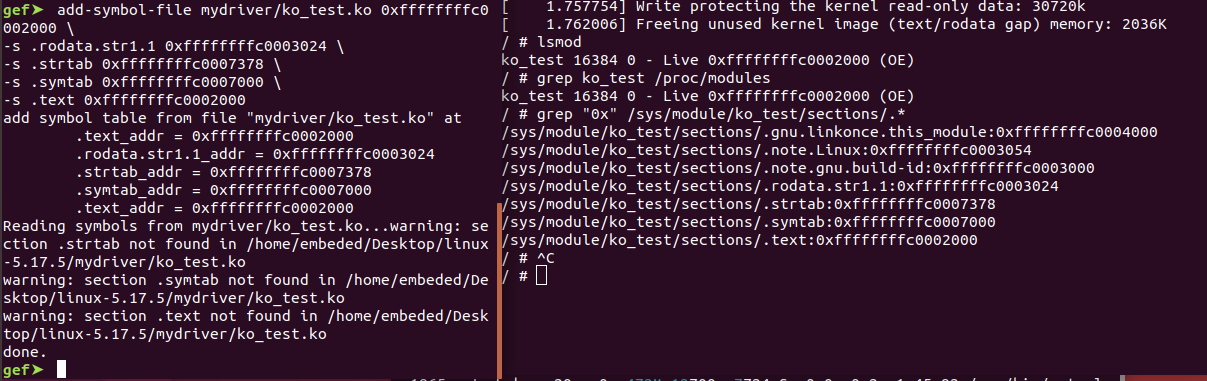 gef➤  add-symbol-file mydriver/ko_test.ko 0xffffffffc0
002000 \
-s .rodata.str1.1 0xffffffffc0003024 \
-s .strtab 0xffffffffc0007378 \
-s .symtab 0xffffffffc0007000 \
-s .text 0xffffffffc0002000
add symbol table from file "mydriver/ko_test.ko" at
        .text_addr = 0xffffffffc0002000
        .rodata.str1.1_addr = 0xffffffffc0003024
        .strtab_addr = 0xffffffffc0007378
        .symtab_addr = 0xffffffffc0007000
        .text_addr = 0xffffffffc0002000
Reading symbols from mydriver/ko_test.ko...warning: se
ction .strtab not found in /home/embeded/Desktop/linux
-5.17.5/mydriver/ko_test.ko
warning: section .symtab not found in /home/embeded/De
sktop/linux-5.17.5/mydriver/ko_test.ko
warning: section .text not found in /home/embeded/Desk
top/linux-5.17.5/mydriver/ko_test.ko
done.
gef➤
[    1.757754] Write protecting the kernel read-only data: 30720k
[    1.762006] Freeing unused kernel image (text/rodata gap) memory: 2036K
/ # lsmod
ko_test 16384 0 - Live 0xffffffffc0002000 (OE)
/ # grep ko_test /proc/modules
ko_test 16384 0 - Live 0xffffffffc0002000 (OE)
/ # grep "0x" /sys/module/ko_test/sections/.*
/sys/module/ko_test/sections/.gnu.linkonce.this_module:0xffffffffc0004000
/sys/module/ko_test/sections/.note.Linux:0xffffffffc0003054
/sys/module/ko_test/sections/.note.gnu.build-id:0xffffffffc0003000
/sys/module/ko_test/sections/.rodata.str1.1:0xffffffffc0003024
/sys/module/ko_test/sections/.strtab:0xffffffffc0007378
/sys/module/ko_test/sections/.symtab:0xffffffffc0007000
/sys/module/ko_test/sections/.text:0xffffffffc0002000
/ # ^C
/ #